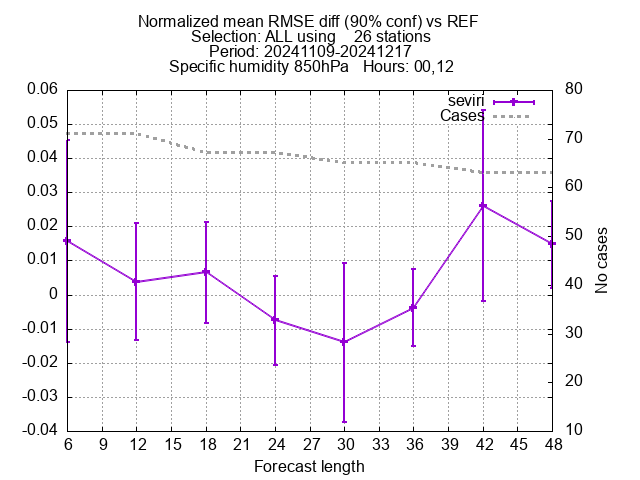 Normalized mean RMSE diff (90% conf) vs REF
Selection: ALL using    26 stations
Period: 20241109-20241217
Specific humidity 850hPa   Hours: 00,12
seviri
Cases
0.06
0.05
0.04
0.03
0.02
0.01
0
-0.01
-0.02
-0.03
-0.04
80
70
60
50
40
30
20
10
No cases
6 9 12 15 18 21 24 27 30 33 36 39 42 45 48
Forecast length